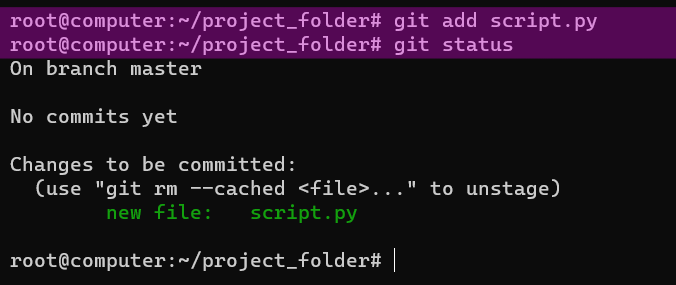 root@computer:~/project_folder# git add script.py
root@computer:~/project_folder# git status
On branch master
No commits yet
Changes to be committed:
(use "git rm --cached <file>..." to unstage)
new file: script.py
root@computer:~/project_folder#